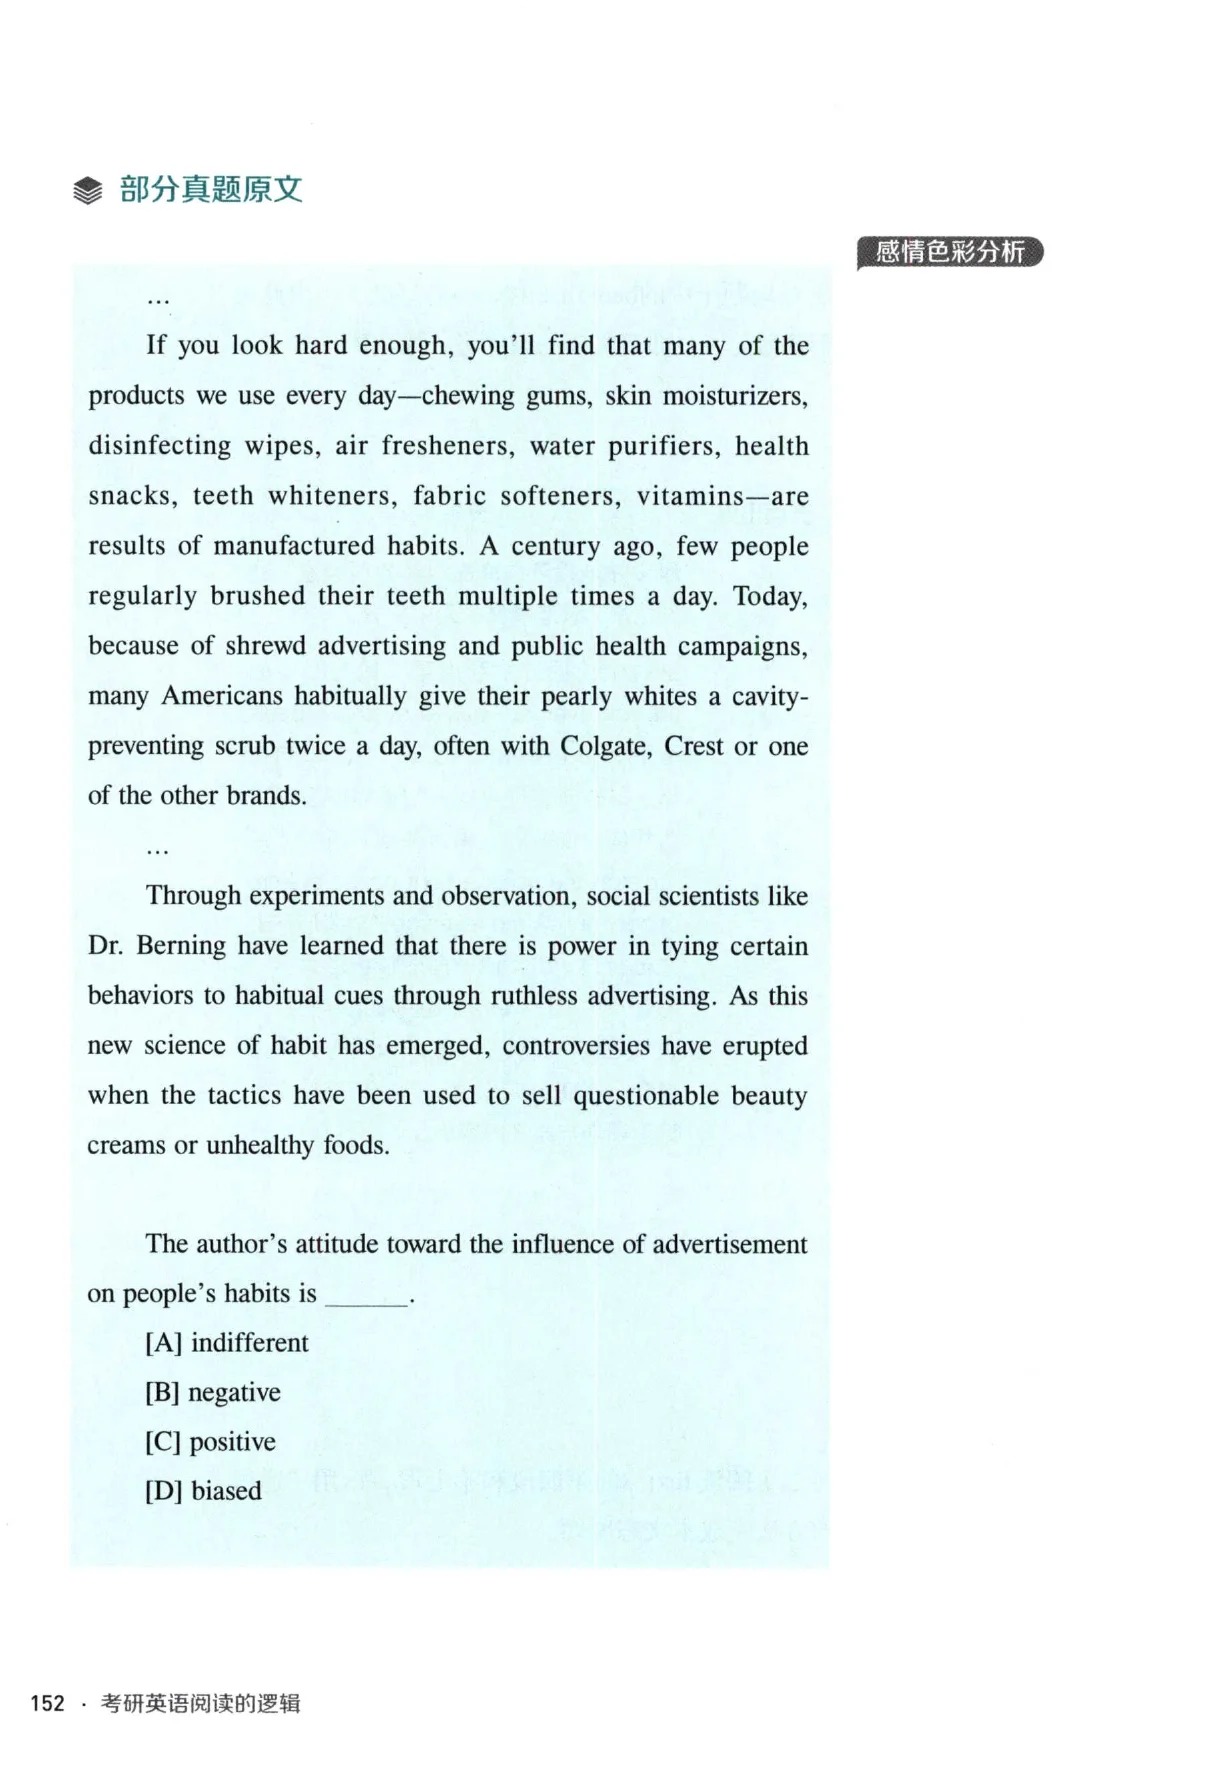 部分真题原文
感情色彩分析
...
If you look hard enough, you'll find that many of the
products we use every day—chewing gums, skin moisturizers,
disinfecting wipes, air fresheners, water purifiers, health
snacks, teeth whiteners, fabric softeners, vitamins—are
results of manufactured habits. A century ago, few people
regularly brushed their teeth multiple times a day. Today,
because of shrewd advertising and public health campaigns,
many Americans habitually give their pearly whites a cavity-
preventing scrub twice a day, often with Colgate, Crest or one
of the other brands.
...
Through experiments and observation, social scientists like
Dr. Berning have learned that there is power in tying certain
behaviors to habitual cues through ruthless advertising. As this
new science of habit has emerged, controversies have erupted
when the tactics have been used to sell questionable beauty
creams or unhealthy foods.
The author's attitude toward the influence of advertisement
on people's habits is ______.
[A] indifferent
[B] negative
[C] positive
[D] biased
152 · 考研英语阅读的逻辑